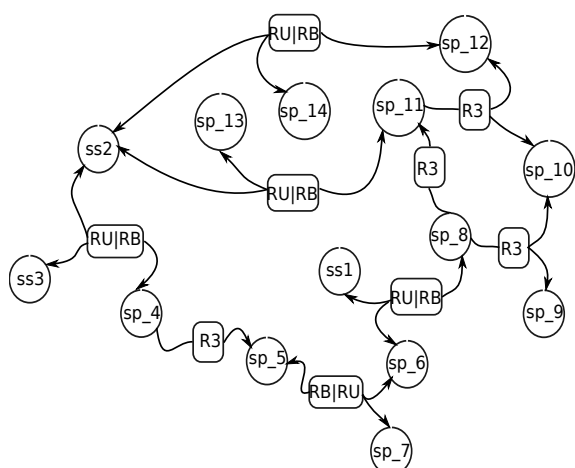 RU|RB
sp_12
sp_14
sp_11
R3
sp_13
ss2
sp_10
R3
RU|RB
RU|RB
sp_8
R3
ss1
ss3
RU|RB
sp_4
sp_9
R3
sp_5
sp_6
RB|RU
sp_7